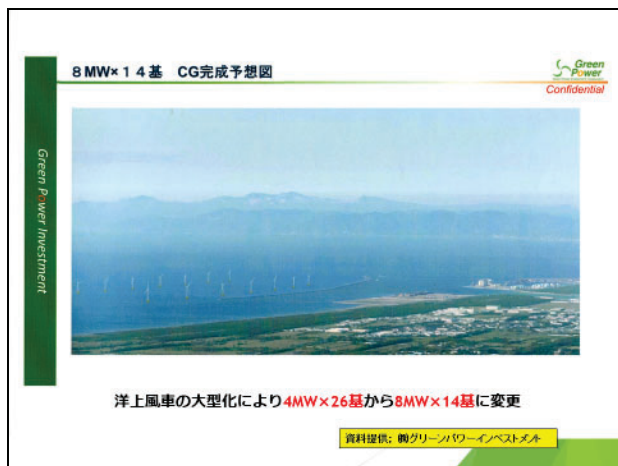 8MW×14基 CG完成予想図
Green
Power
Confidential
Green Power Investment
洋上風車の大型化により4MW×26基から8MW×14基に変更
資料提供; ㈱グリーンパワーインベストメント